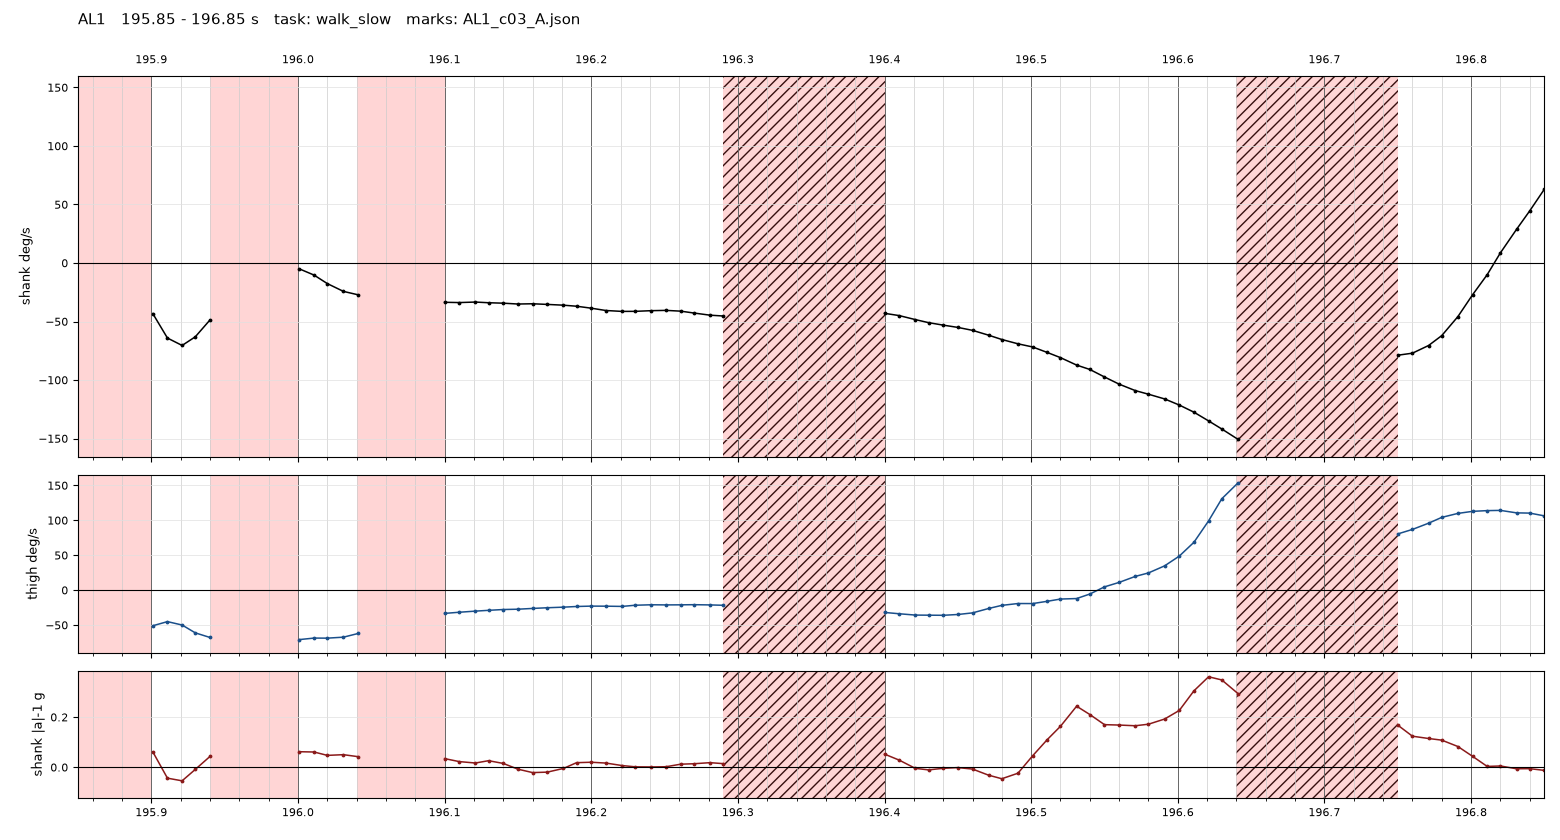 AL1   195.85 - 196.85 s   task: walk_slow   marks: AL1_c03_A.json
195.9 196.0 196.1 196.2 196.3 196.4 196.5 196.6 196.7 196.8
shank deg/s
150
100
50
0
−50
−100
−150
thigh deg/s
150
100
50
0
−50
shank |a|-1 g
0.2
0.0
195.9 196.0 196.1 196.2 196.3 196.4 196.5 196.6 196.7 196.8